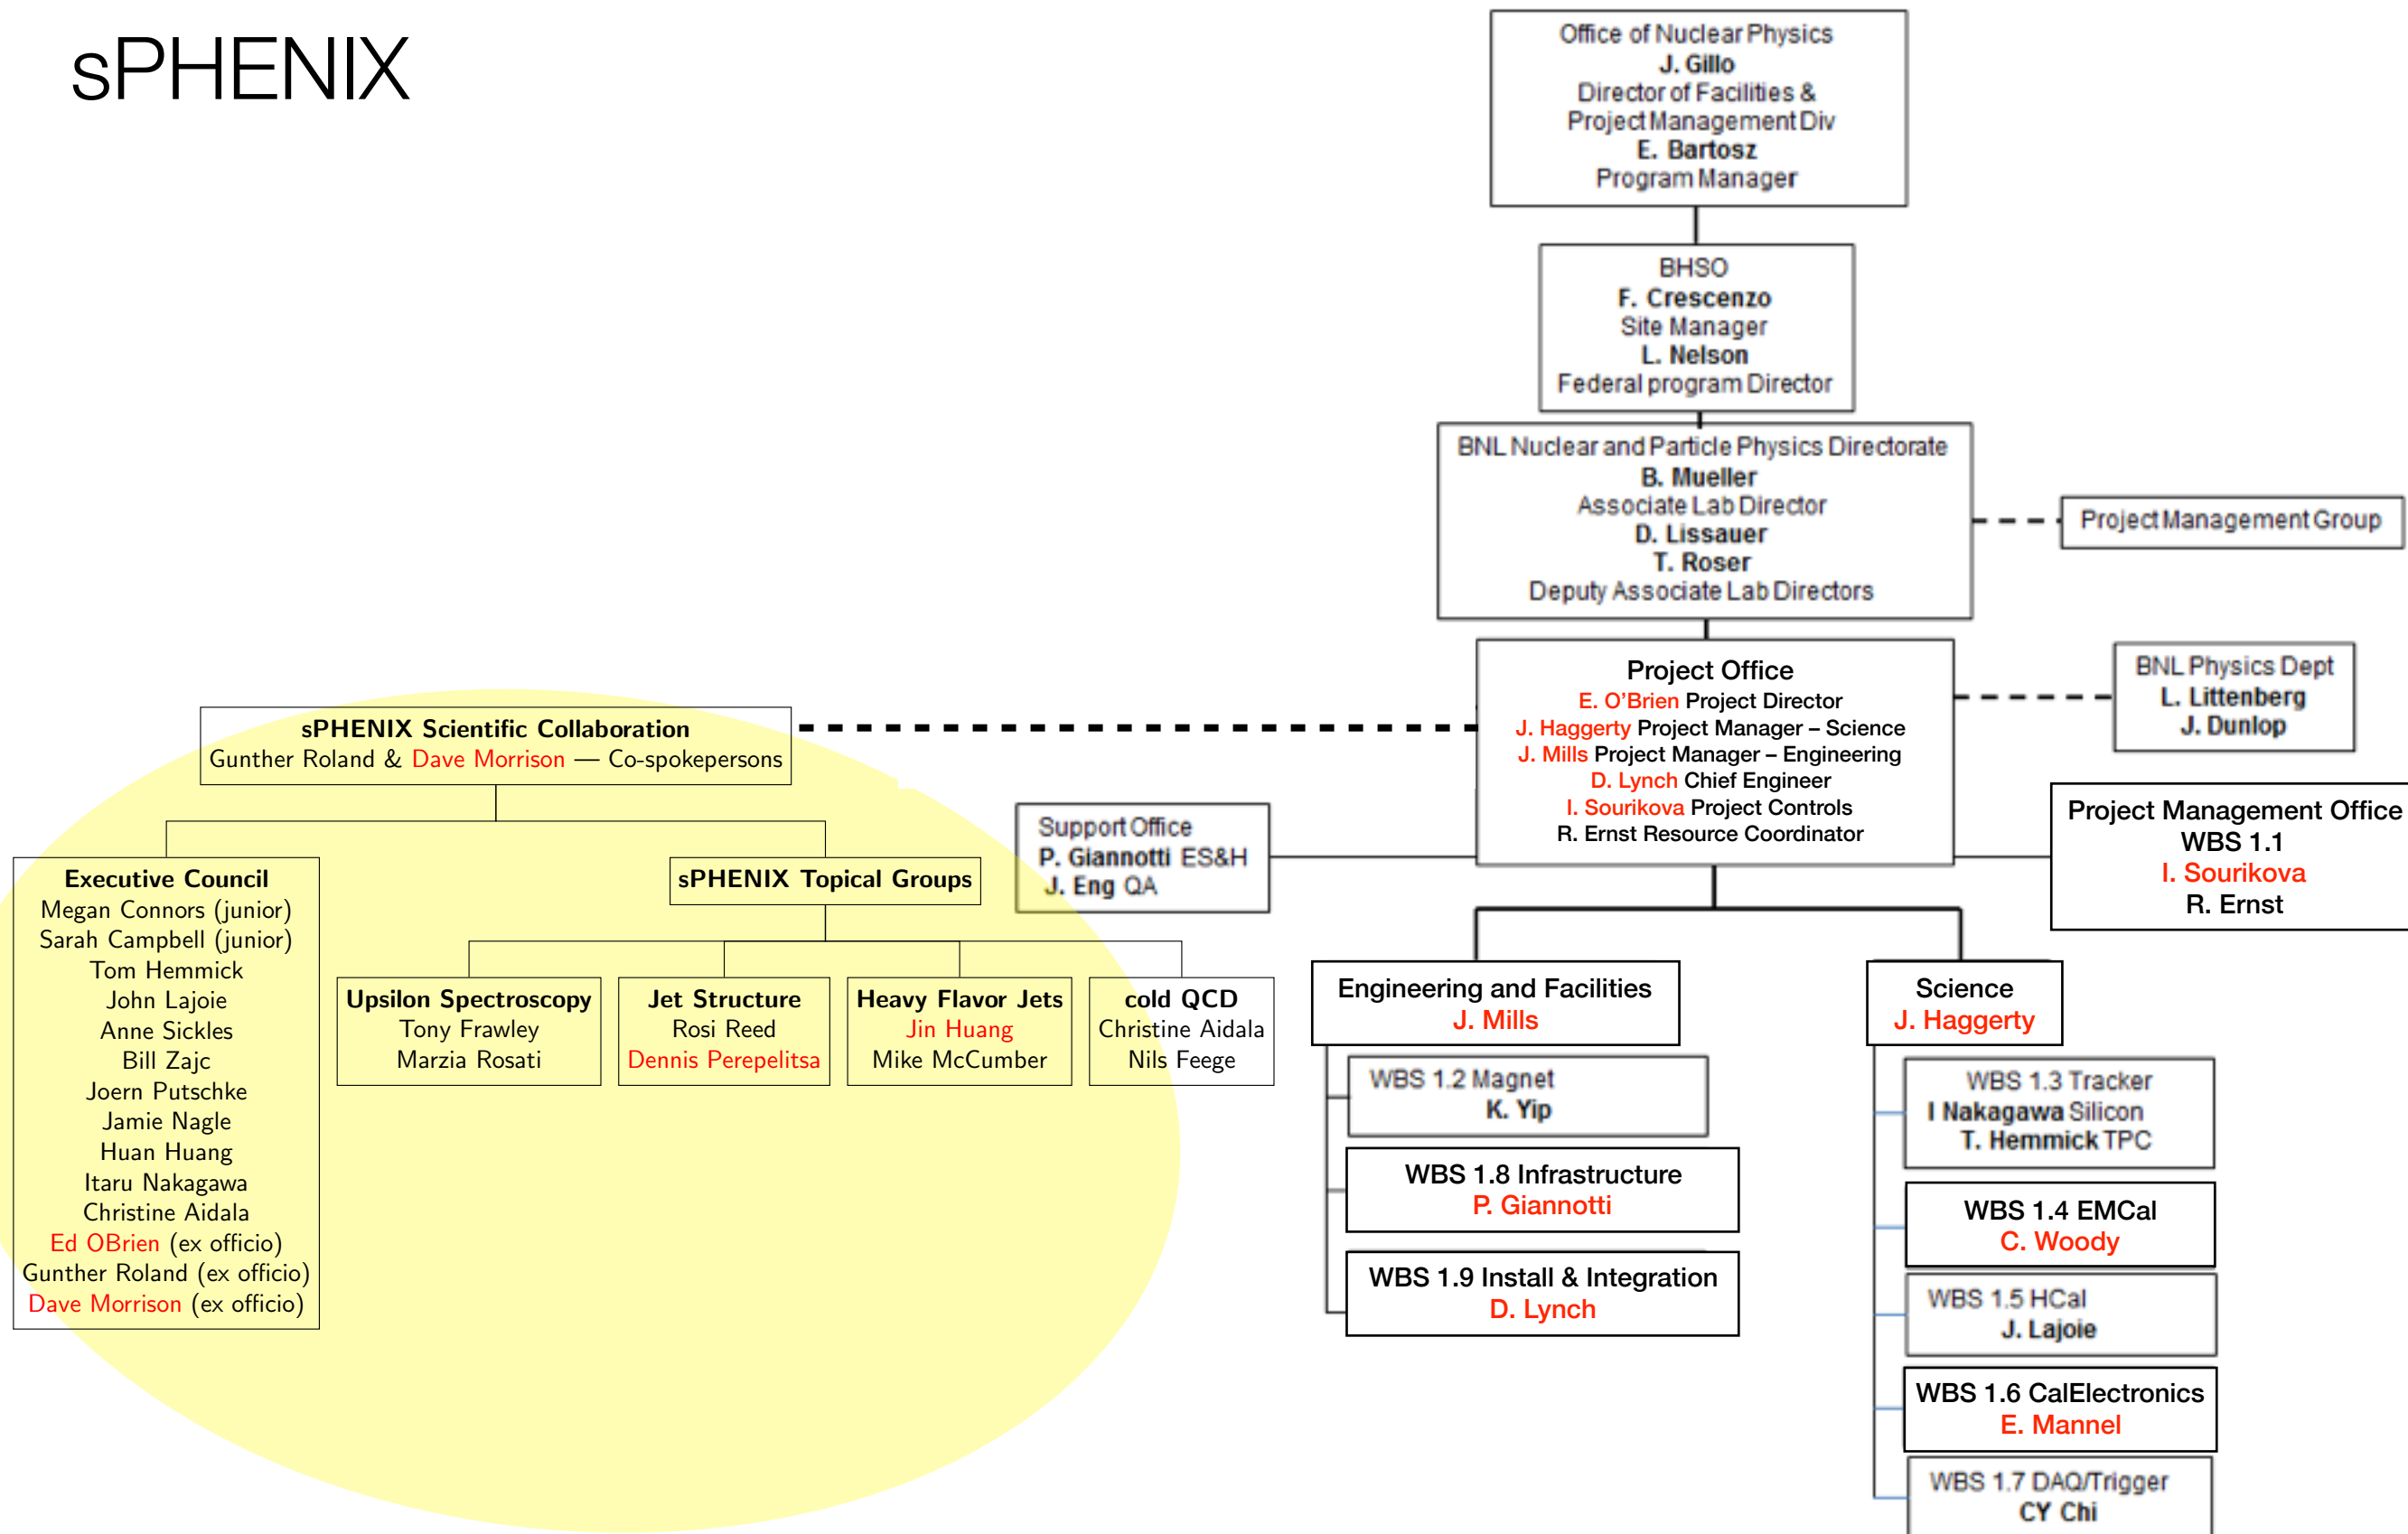 sPHENIX
Office of Nuclear Physics
J. Gillo
Director of Facilities &
Project Management Div
E. Bartosz
Program Manager
BHSO
F. Crescenzo
Site Manager
L. Nelson
Federal program Director
BNL Nuclear and Particle Physics Directorate
B. Mueller
Associate Lab Director
D. Lissauer
T. Roser
Deputy Associate Lab Directors
Project Management Group
Project Office
E. O’Brien Project Director
J. Haggerty Project Manager – Science
J. Mills Project Manager – Engineering
D. Lynch Chief Engineer
I. Sourikova Project Controls
R. Ernst Resource Coordinator
BNL Physics Dept
L. Littenberg
J. Dunlop
sPHENIX Scientific Collaboration
Gunther Roland & Dave Morrison — Co-spokepersons
Support Office
P. Giannotti ES&H
J. Eng QA
Project Management Office
WBS 1.1
I. Sourikova
R. Ernst
Executive Council
Megan Connors (junior)
Sarah Campbell (junior)
Tom Hemmick
John Lajoie
Anne Sickles
Bill Zajc
Joern Putschke
Jamie Nagle
Huan Huang
Itaru Nakagawa
Christine Aidala
Ed OBrien (ex officio)
Gunther Roland (ex officio)
Dave Morrison (ex officio)
sPHENIX Topical Groups
Upsilon Spectroscopy
Tony Frawley
Marzia Rosati
Jet Structure
Rosi Reed
Dennis Perepelitsa
Heavy Flavor Jets
Jin Huang
Mike McCumber
cold QCD
Christine Aidala
Nils Feege
Engineering and Facilities
J. Mills
WBS 1.2 Magnet
K. Yip
WBS 1.8 Infrastructure
P. Giannotti
WBS 1.9 Install & Integration
D. Lynch
Science
J. Haggerty
WBS 1.3 Tracker
I Nakagawa Silicon
T. Hemmick TPC
WBS 1.4 EMCal
C. Woody
WBS 1.5 HCal
J. Lajoie
WBS 1.6 CalElectronics
E. Mannel
WBS 1.7 DAQ/Trigger
CY Chi